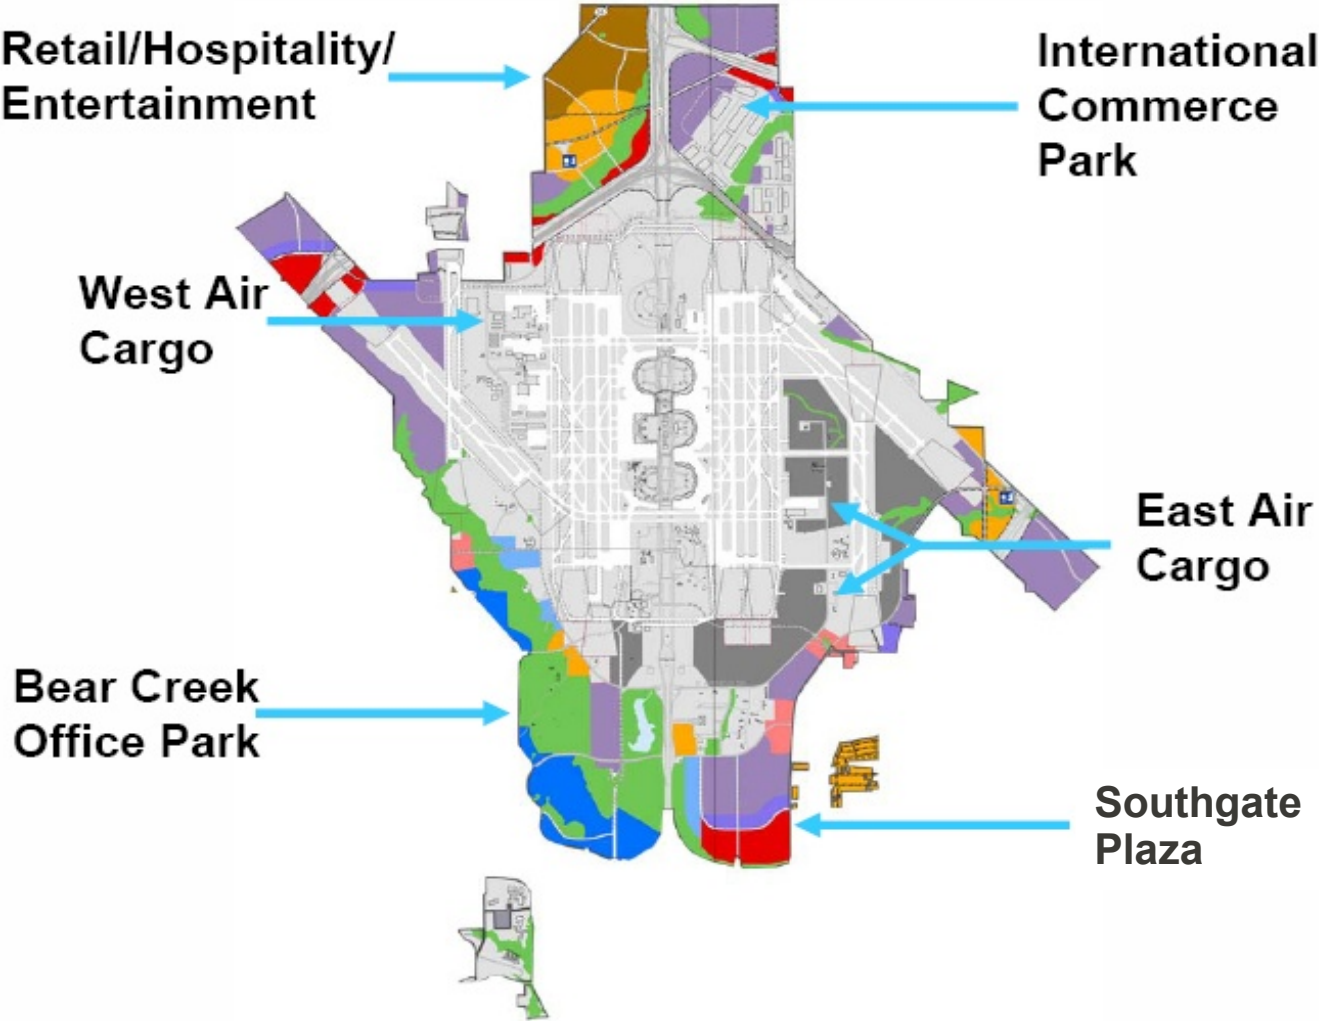 Retail/Hospitality/
Entertainment
International
Commerce
Park
West Air
Cargo
East Air
Cargo
Bear Creek
Office Park
Southgate
Plaza